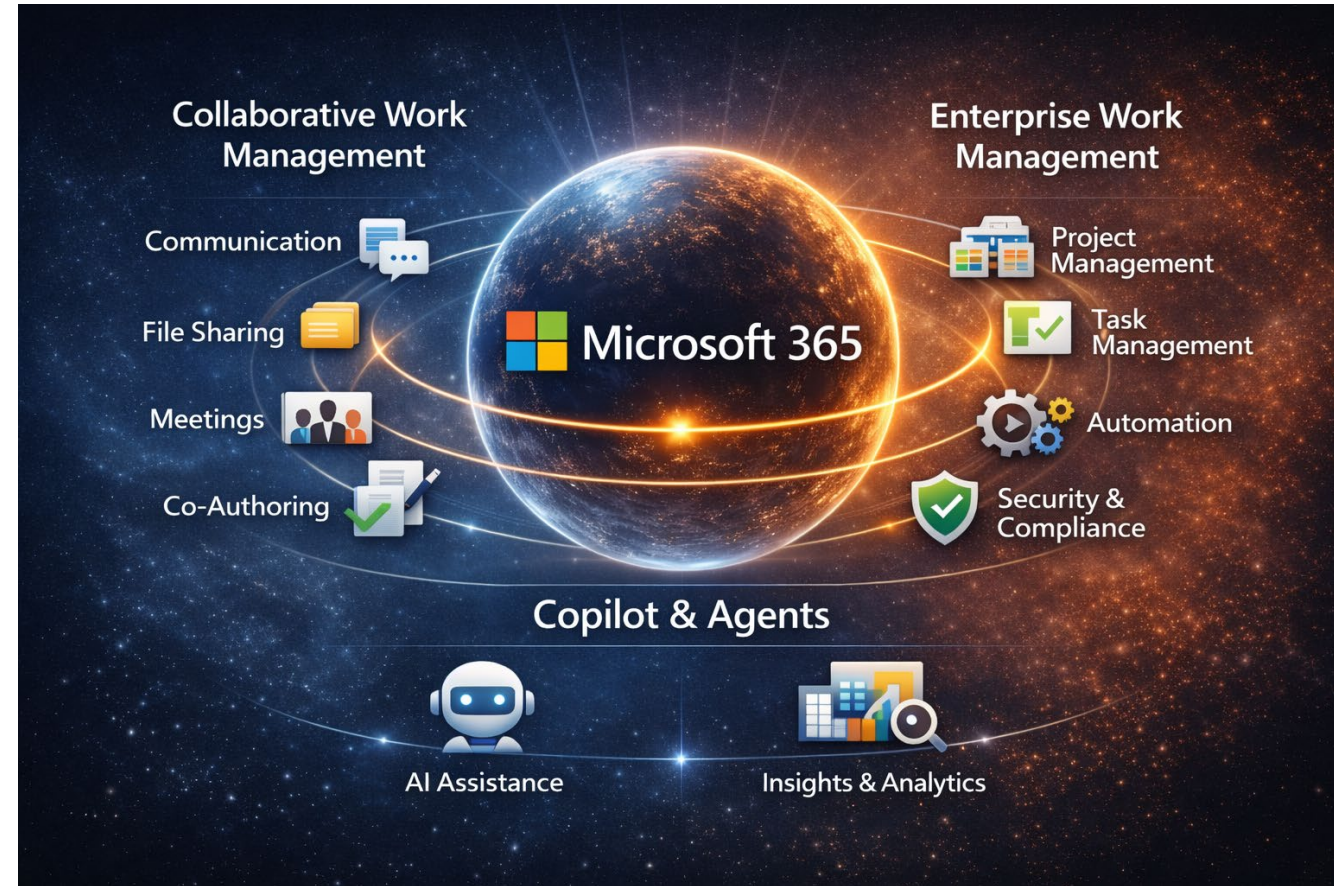 Collaborative Work
Management
Communication
File Sharing
Meetings
Co-Authoring
Microsoft 365
Enterprise Work
Management
Project
Management
Task
Management
Automation
Security &
Compliance
Copilot & Agents
AI Assistance
Insights & Analytics